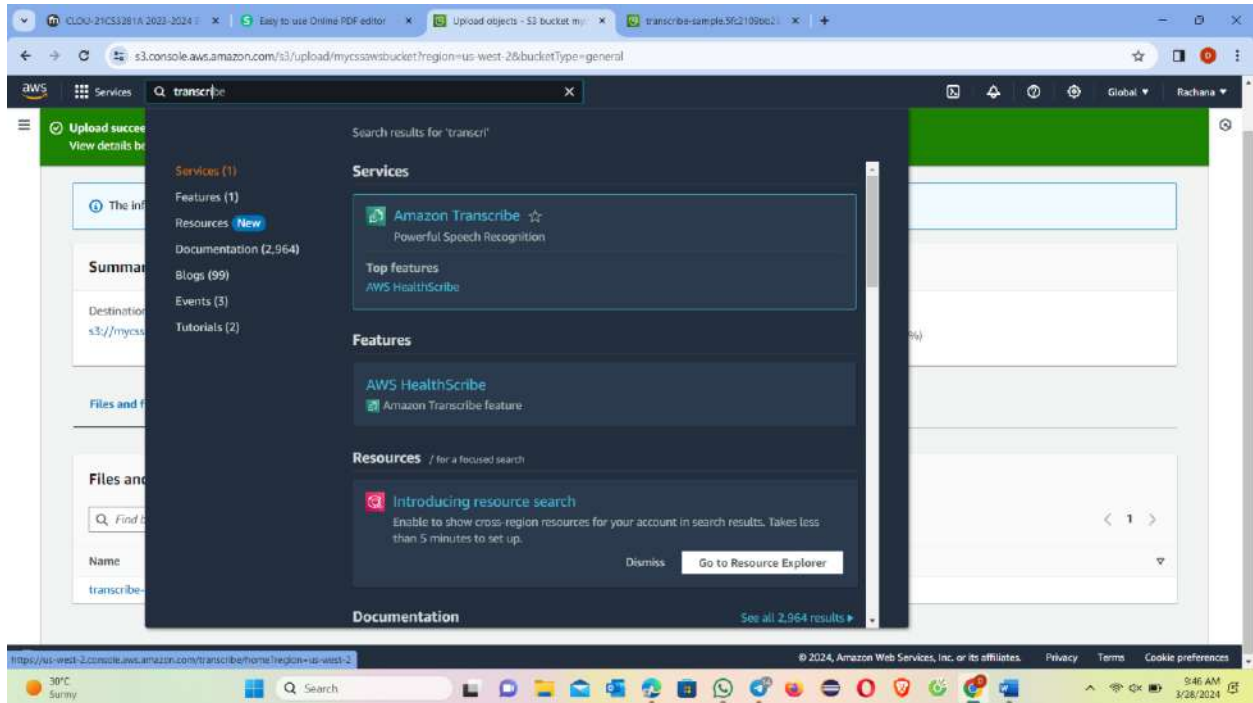 CLOU-21CS3281A 2023-2024
Easy to use Online PDF editor
Upload objects - S3 bucket my
transcribe-sample.5fc2109bb2
s3.console.aws.amazon.com/s3/upload/mycssawsbucket?region=us-west-2&bucketType=general
aws
Services
transcribe
Global
Rachana
Upload succee
View details be
Search results for 'transcri'
Services (1)
Features (1)
Resources New
Documentation (2,964)
Blogs (99)
Events (3)
Tutorials (2)
Services
Amazon Transcribe
Powerful Speech Recognition
Top features
AWS HealthScribe
Features
AWS HealthScribe
Amazon Transcribe feature
Resources / for a focused search
Introducing resource search
Enable to show cross-region resources for your account in search results. Takes less
than 5 minutes to set up.
Dismiss
Go to Resource Explorer
Documentation
See all 2,964 results
The inf
Summar
Destination
s3://mycss
%)
Files and f
Files and
Find b
1
Name
transcribe-
https://us-west-2.console.aws.amazon.com/transcribe/home?region=us-west-2
© 2024, Amazon Web Services, Inc. or its affiliates.
Privacy
Terms
Cookie preferences
30°C
Sunny
Search
9:46 AM
3/28/2024